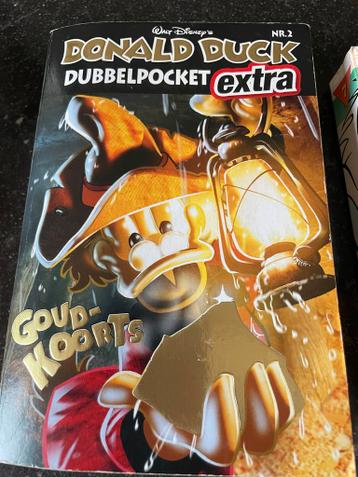 Walt Disney's
DONALD DUCK
NR.2
DUBBELPOCKET extra
GOUD-
KOORTS